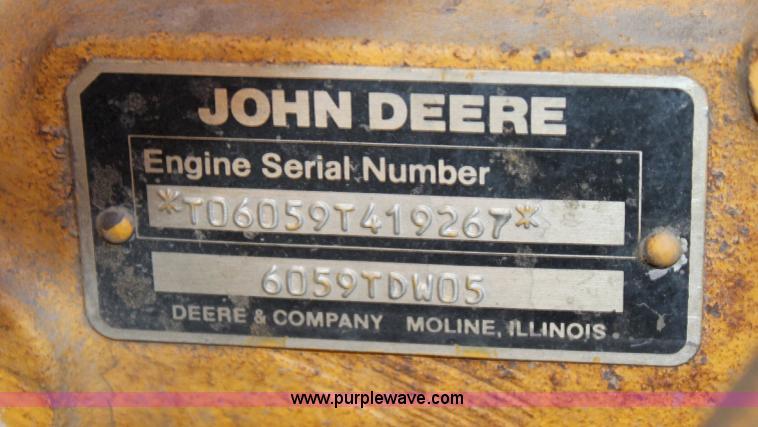 JOHN DEERE
Engine Serial Number
*T06059T419267*
6059TDW05
DEERE & COMPANY MOLINE, ILLINOIS
www.purplewave.com